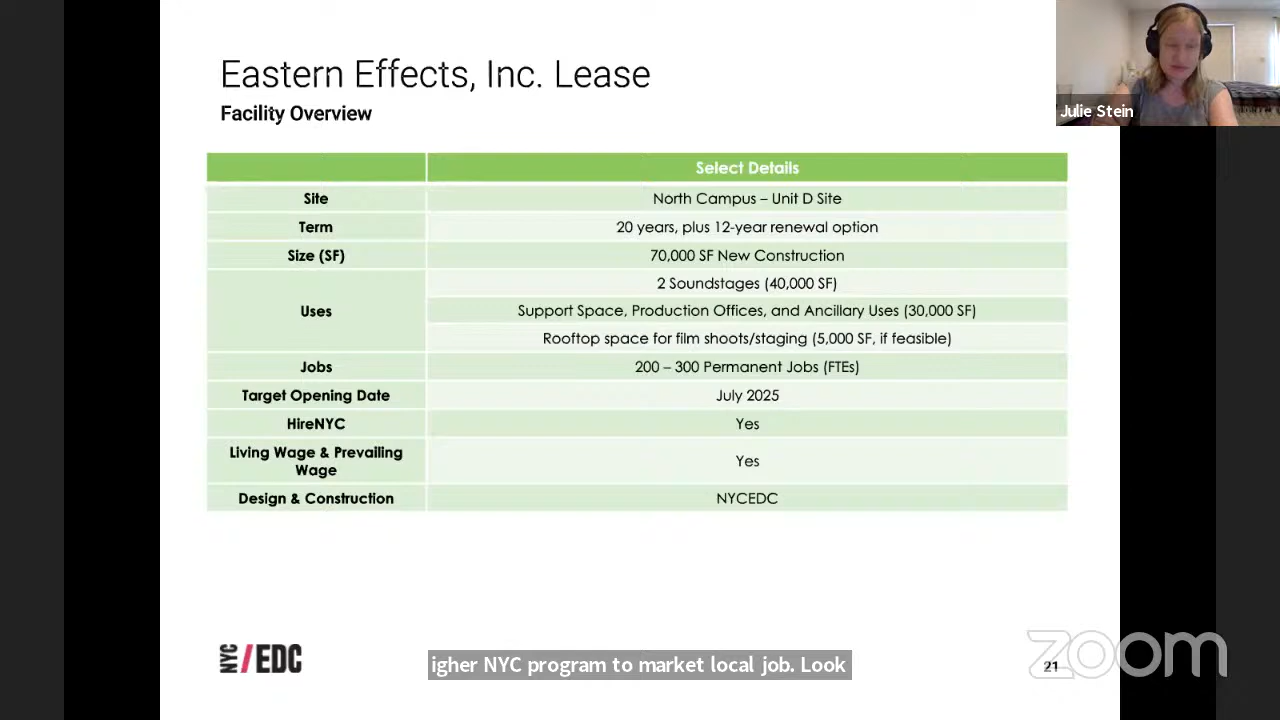 Eastern Effects, Inc. Lease
Facility Overview
Julie Stein
Select Details
Site
North Campus – Unit D Site
Term
20 years, plus 12-year renewal option
Size (SF)
70,000 SF New Construction
Uses
2 Soundstages (40,000 SF)
Support Space, Production Offices, and Ancillary Uses (30,000 SF)
Rooftop space for film shoots/staging (5,000 SF, if feasible)
Jobs
200 – 300 Permanent Jobs (FTEs)
Target Opening Date
July 2025
HireNYC
Yes
Living Wage & Prevailing
Wage
Yes
Design & Construction
NYCEDC
NYC/EDC
igher NYC program to market local job. Look
21
zoom